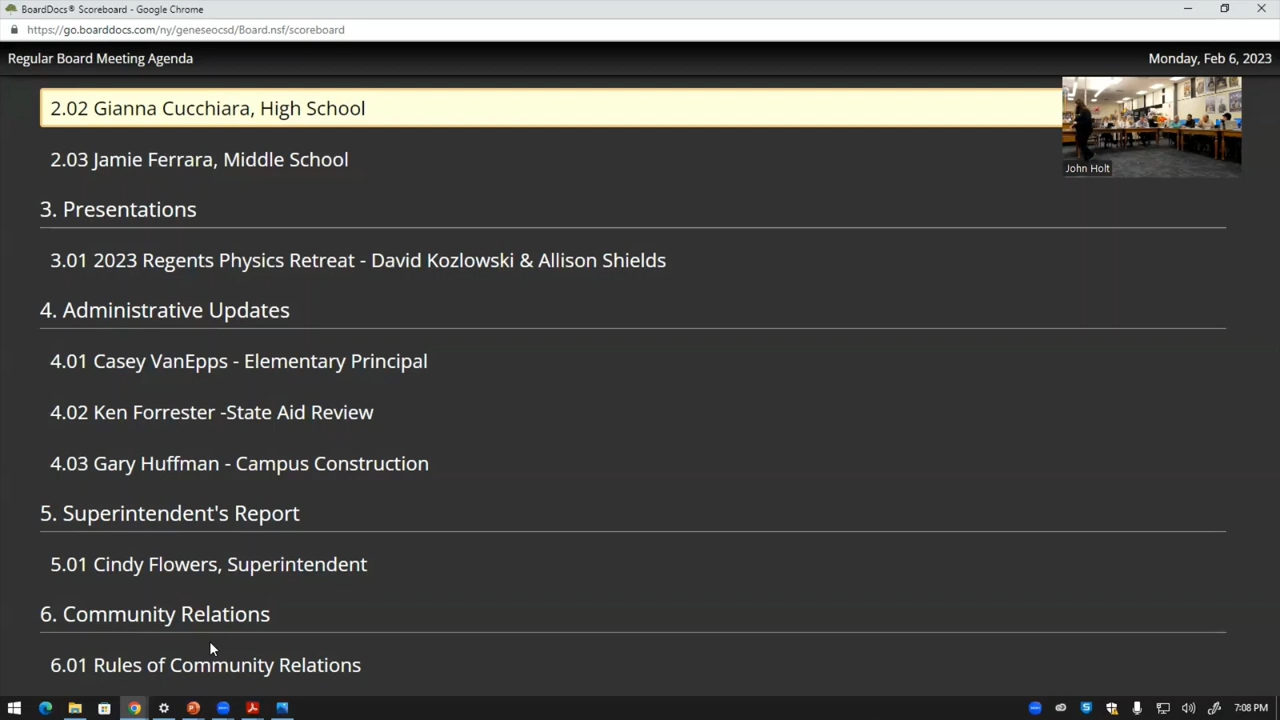 BoardDocs® Scoreboard - Google Chrome
https://go.boarddocs.com/ny/geneseocsd/Board.nsf/scoreboard
Regular Board Meeting Agenda
Monday, Feb 6, 2023
2.02 Gianna Cucchiara, High School
2.03 Jamie Ferrara, Middle School
John Holt
3. Presentations
3.01 2023 Regents Physics Retreat - David Kozlowski & Allison Shields
4. Administrative Updates
4.01 Casey VanEpps - Elementary Principal
4.02 Ken Forrester -State Aid Review
4.03 Gary Huffman - Campus Construction
5. Superintendent's Report
5.01 Cindy Flowers, Superintendent
6. Community Relations
6.01 Rules of Community Relations
7:08 PM